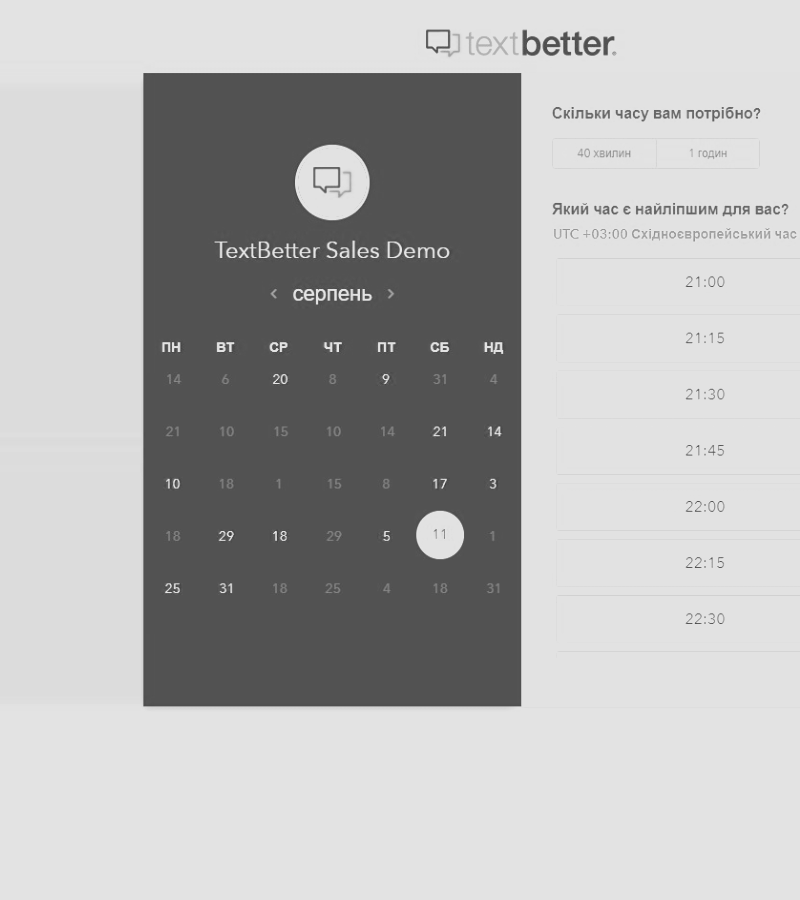 textbetter.
TextBetter Sales Demo
‹ серпень ›
ПН ВТ СР ЧТ ПТ СБ НД
14 6 20 8 9 31 4
21 10 15 10 14 21 14
10 18 1 15 8 17 3
18 29 18 29 5 11 1
25 31 18 25 4 18 31
Скільки часу вам потрібно?
40 хвилин 1 годин
Який час є найліпшим для вас?
UTC +03:00 Східноєвропейський час
21:00
21:15
21:30
21:45
22:00
22:15
22:30